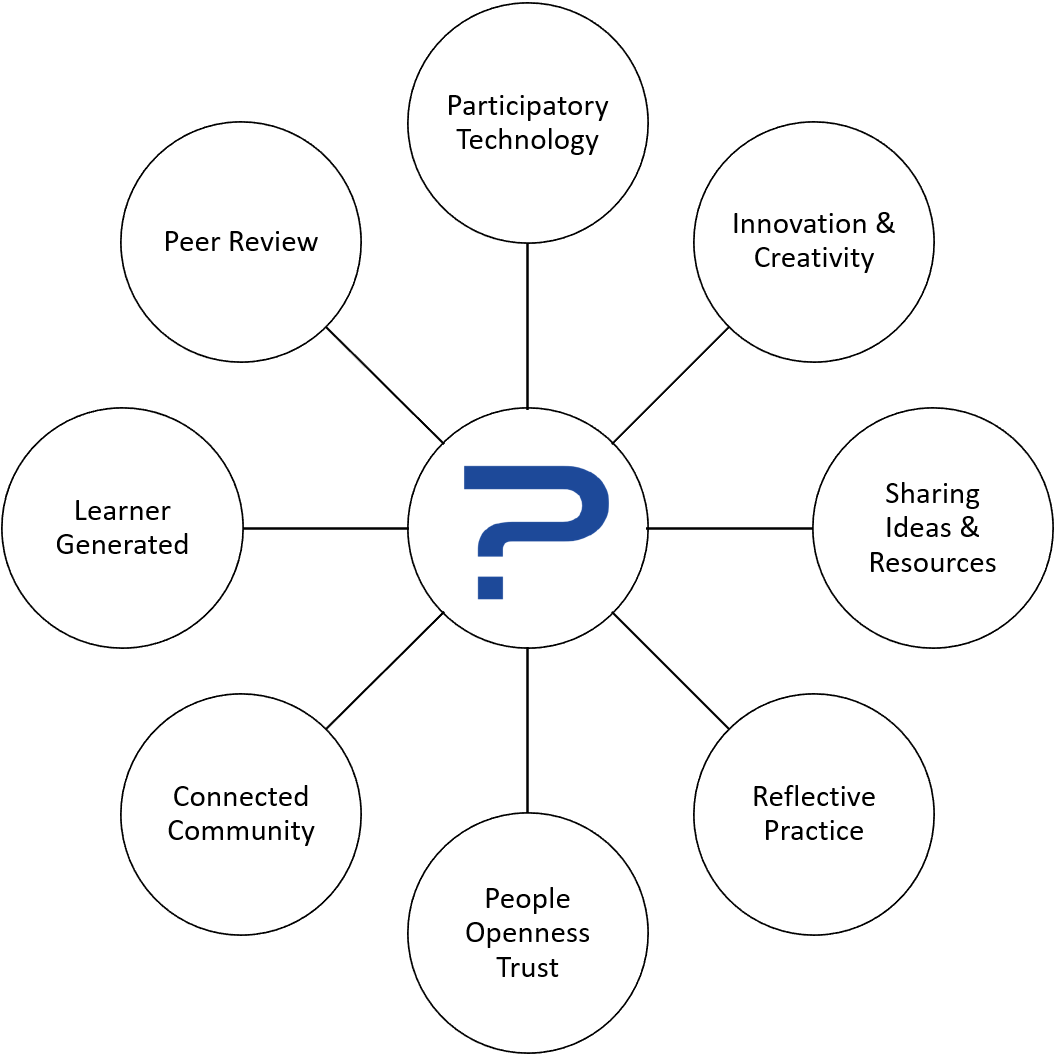 Participatory
Technology
Innovation &
Creativity
Sharing
Ideas &
Resources
Reflective
Practice
People
Openness
Trust
Connected
Community
Learner
Generated
Peer Review
?